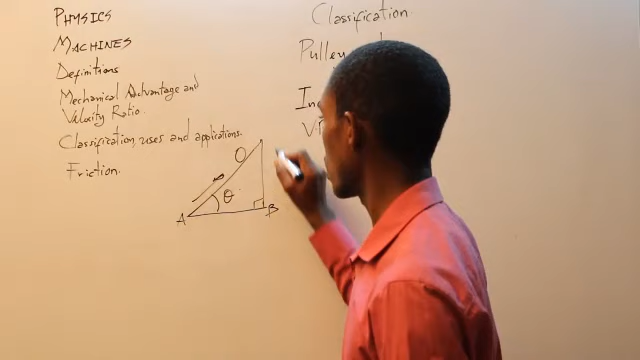 PHYSICS
MACHINES
Definitions
Mechanical Advantage and
Velocity Ratio.
Classification, uses and applications.
Friction.
θ
A
B
Classification
Pulley